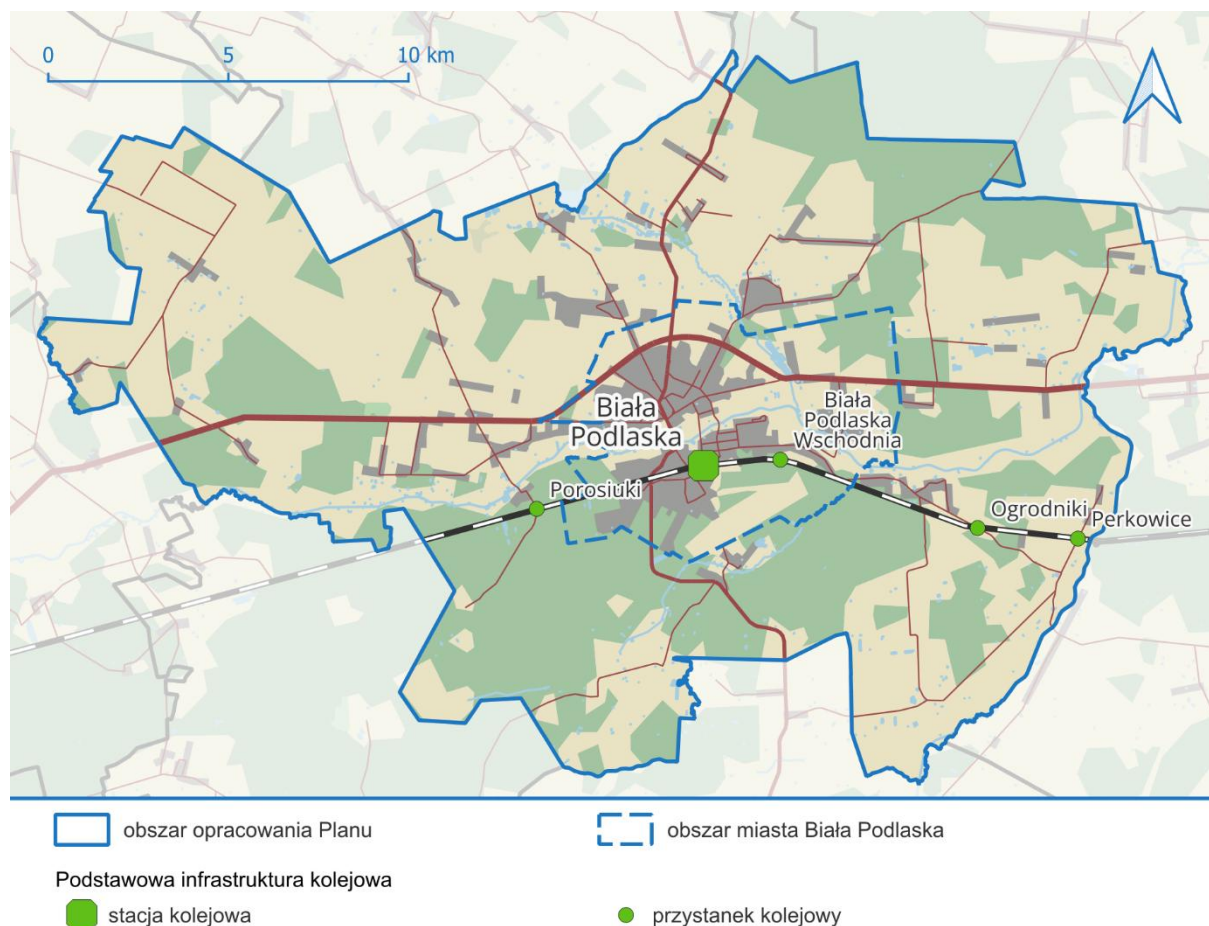 0 5 10 km
Biała
Podlaska
Biała
Podlaska
Wschodnia
Porosiuki
Ogrodniki
Perkowice
obszar opracowania Planu
obszar miasta Biała Podlaska
Podstawowa infrastruktura kolejowa
stacja kolejowa
przystanek kolejowy